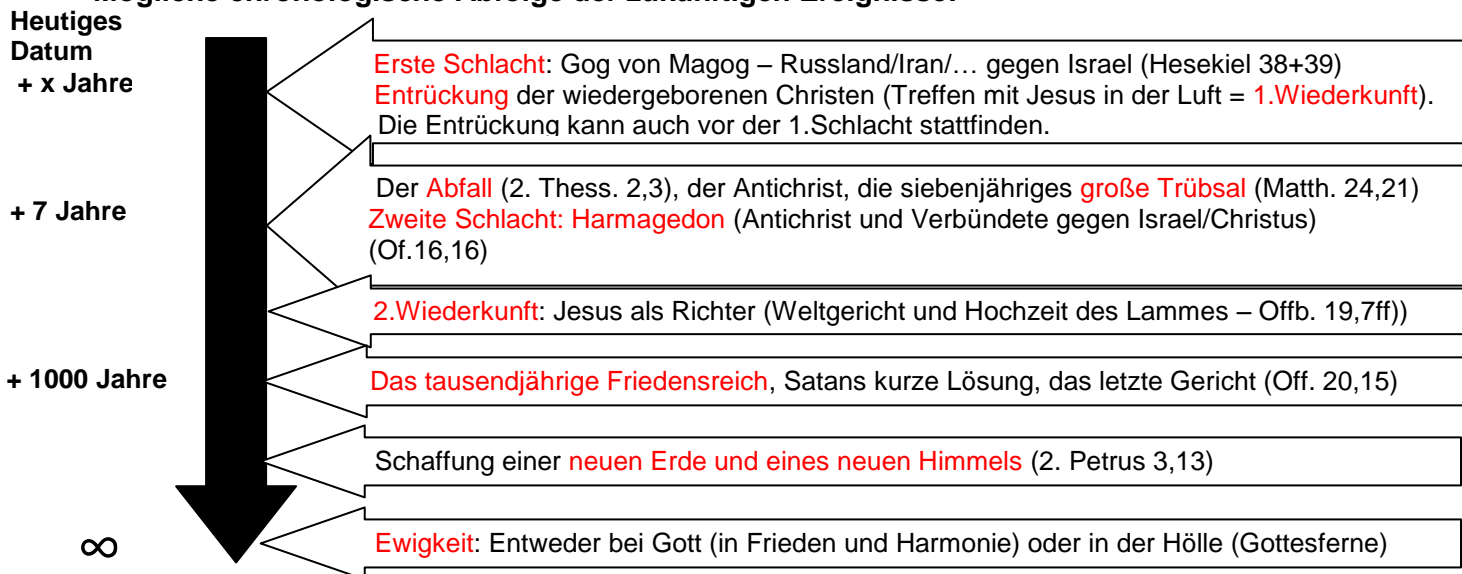 Mögliche chronologische Abfolge der zukünftigen Ereignisse:
Heutiges
Datum
+ x Jahre
Erste Schlacht: Gog von Magog – Russland/Iran/… gegen Israel (Hesekiel 38+39)
Entrückung der wiedergeborenen Christen (Treffen mit Jesus in der Luft = 1.Wiederkunft).
Die Entrückung kann auch vor der 1.Schlacht stattfinden.
+ 7 Jahre
Der Abfall (2. Thess. 2,3), der Antichrist, die siebenjähriges große Trübsal (Matth. 24,21)
Zweite Schlacht: Harmagedon (Antichrist und Verbündete gegen Israel/Christus)
(Of.16,16)
2.Wiederkunft: Jesus als Richter (Weltgericht und Hochzeit des Lammes – Offb. 19,7ff))
+ 1000 Jahre
Das tausendjährige Friedensreich, Satans kurze Lösung, das letzte Gericht (Off. 20,15)
Schaffung einer neuen Erde und eines neuen Himmels (2. Petrus 3,13)
∞
Ewigkeit: Entweder bei Gott (in Frieden und Harmonie) oder in der Hölle (Gottesferne)